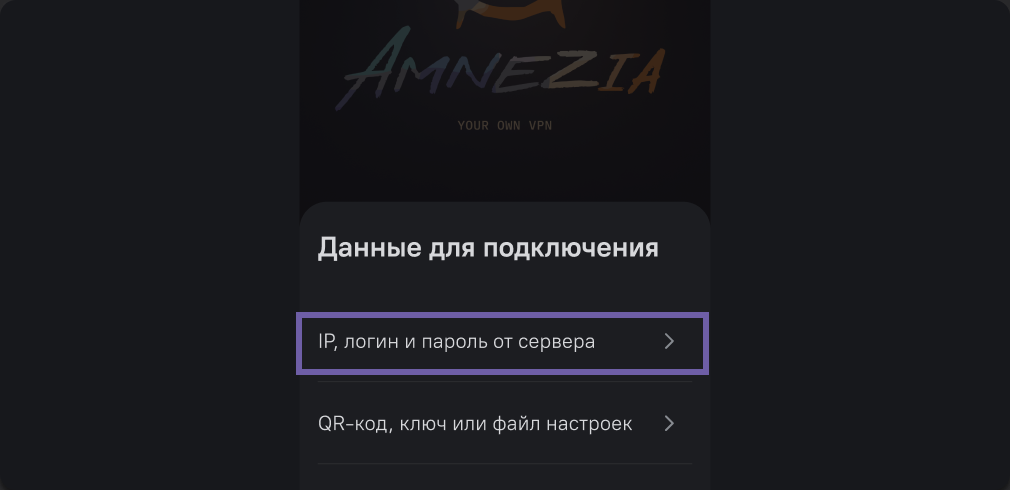 AMNEZIA
YOUR OWN VPN
Данные для подключения
IP, логин и пароль от сервера
QR-код, ключ или файл настроек